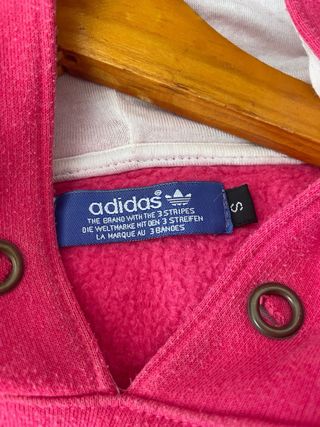 adidas®
THE BRAND WITH THE 3 STRIPES
DIE WELTMARKE MIT DEN 3 STREIFEN
LA MARQUE AU 3 BANDES
S